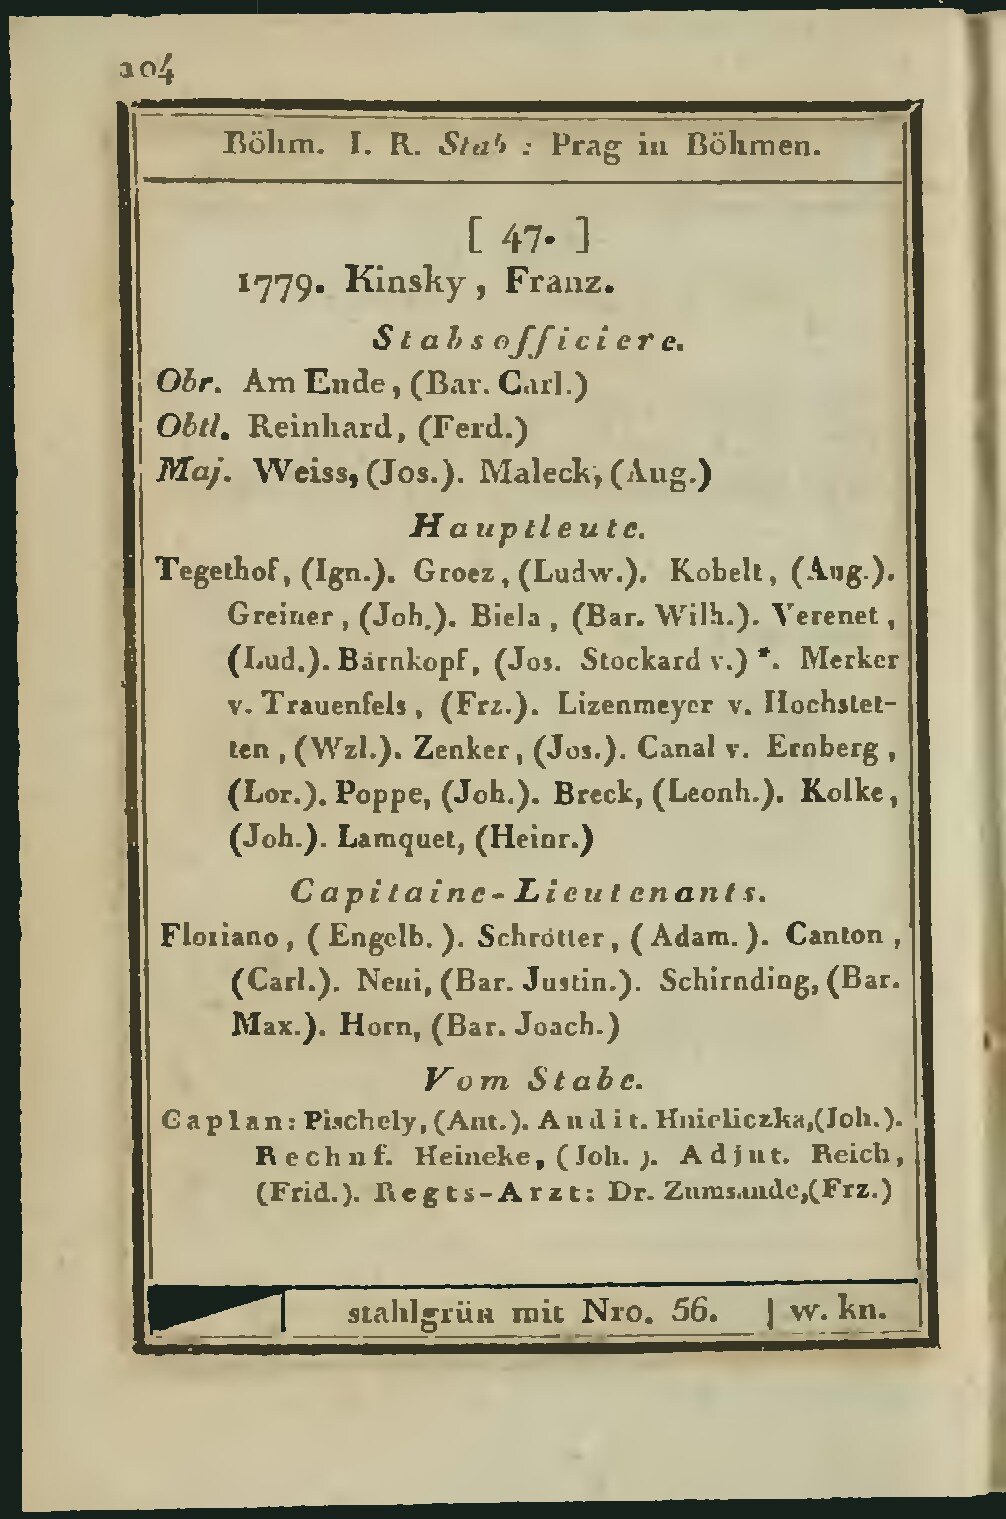 104
Böhm. I. R. Stab: Prag in Böhmen.
[ 47. ]
1779. Kinsky, Franz.
Stabsofficiere.
Obr. Am Ende, (Bar. Carl.)
Obtl. Reinhard, (Ferd.)
Maj. Weiss, (Jos.). Maleck, (Aug.)
Hauptleute.
Tegethof, (Ign.). Groez, (Ludw.). Kobelt, (Aug.).
Greiner, (Joh.). Biela, (Bar. Wilh.). Verenet,
(Lud.). Bärnkopf, (Jos. Stockard v.) *. Merker
v. Trauenfels, (Frz.). Lizenmeyer v. Hochstet-
ten, (Wzl.). Zenker, (Jos.). Canal v. Ernberg,
(Lor.). Poppe, (Joh.). Breck, (Leonh.). Kolke,
(Joh.). Lamquet, (Heinr.)
Capitaine-Lieutenants.
Floriano, (Engelb.). Schrötter, (Adam.). Canton,
(Carl.). Neui, (Bar. Justin.). Schirnding, (Bar.
Max.). Horn, (Bar. Joach.)
Vom Stabe.
Caplan: Pischely, (Ant.). Audit. Hnirliczka, (Joh.).
Rechnf. Heineke, (Joh.). Adjut. Reich,
(Frid.). Regts-Arzt: Dr. Zumsande, (Frz.)
stahlgrün mit Nro. 56. | w. kn.